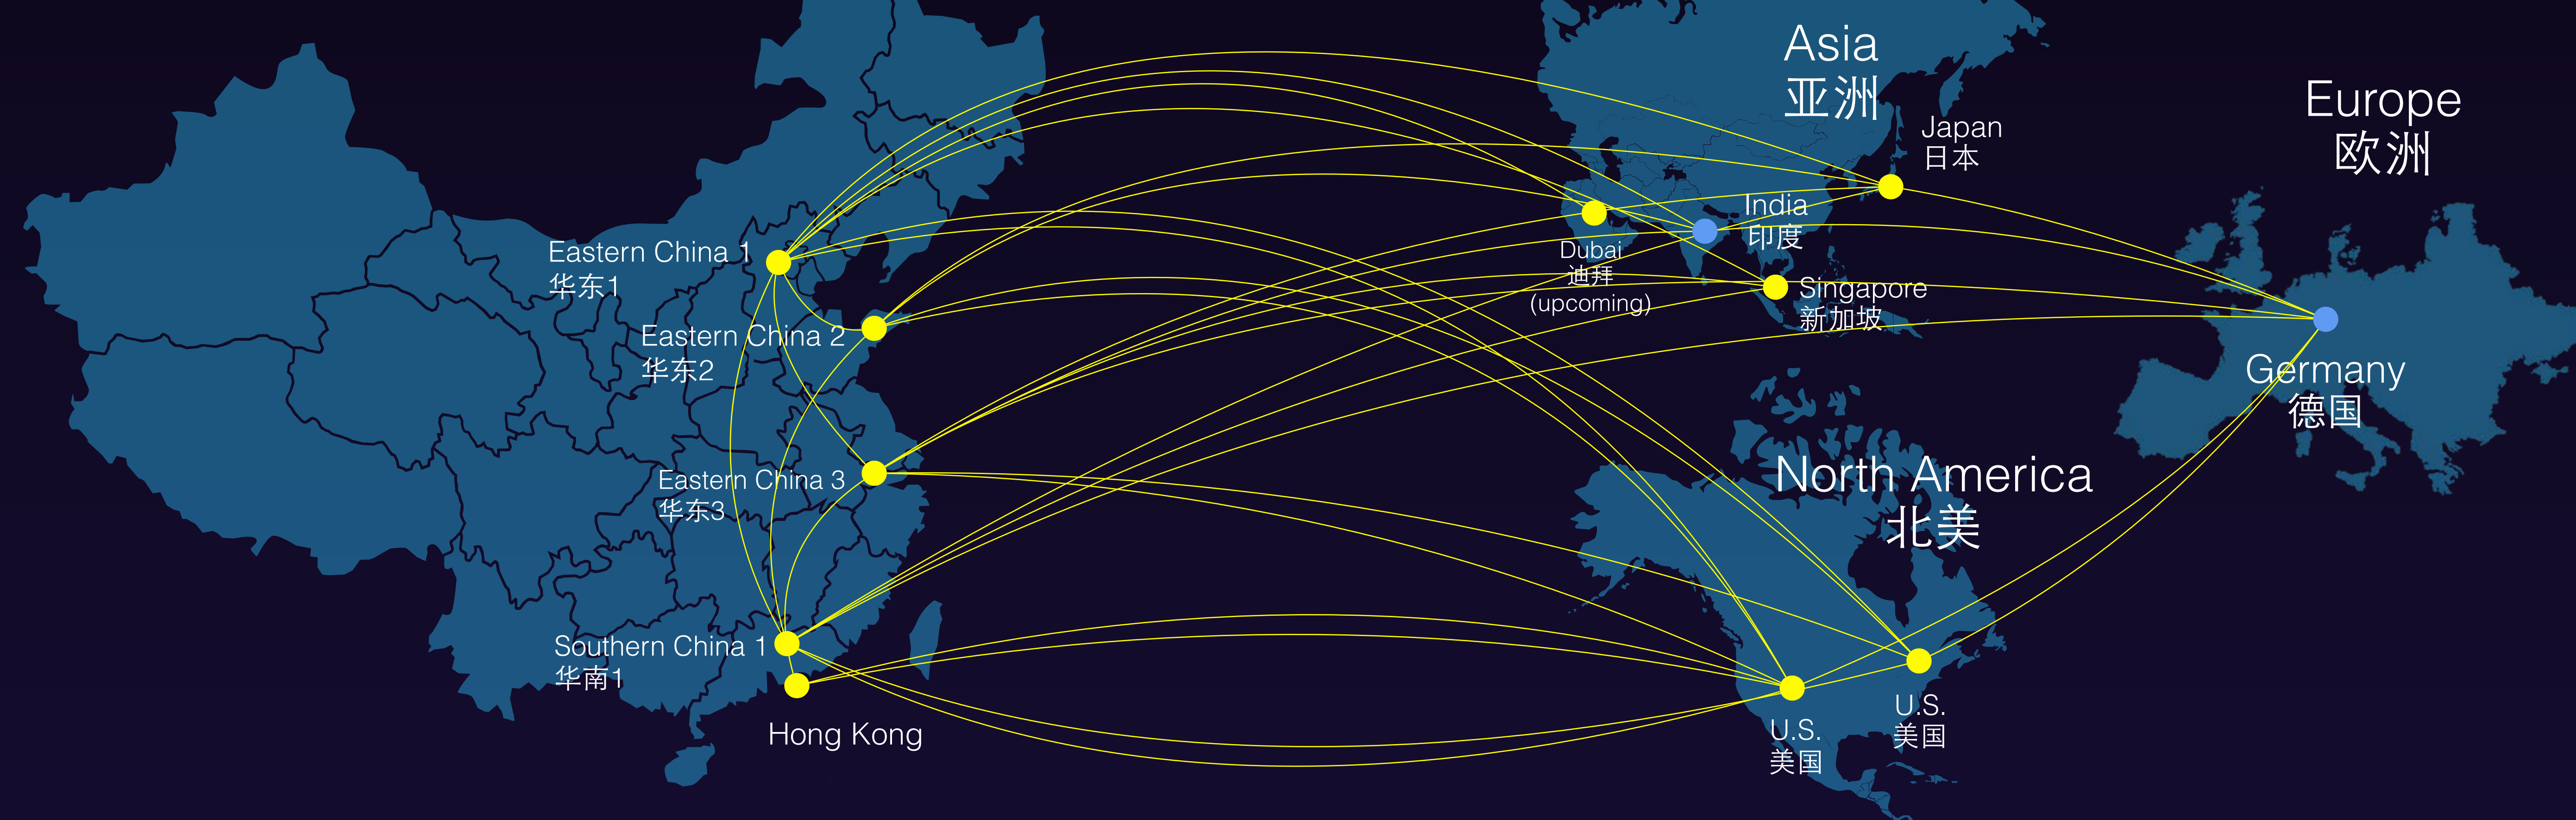 Eastern China 1
华东1
Eastern China 2
华东2
Eastern China 3
华东3
Southern China 1
华南1
Hong Kong
Asia
亚洲
Japan
日本
India
印度
Dubai
迪拜
(upcoming)
Singapore
新加坡
North America
北美
U.S.
美国
U.S.
美国
Europe
欧洲
Germany
德国